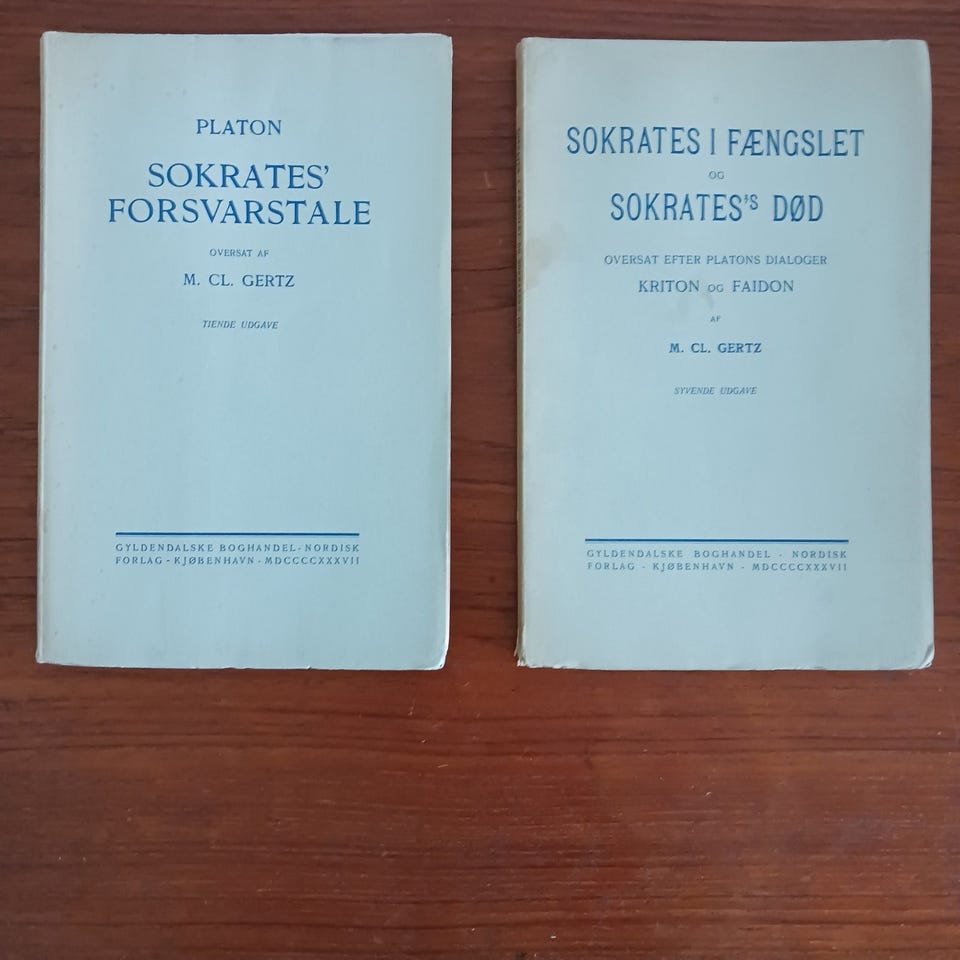 PLATON
SOKRATES'
FORSVARSTALE
OVERSAT AF
M. CL. GERTZ
TIENDE UDGAVE
GYLDENDALSKE BOGHANDEL - NORDISK
FORLAG - KJØBENHAVN - MDCCCCXXXVII
SOKRATES I FÆNGSLET
OG
SOKRATES'S DØD
OVERSAT EFTER PLATONS DIALOGER
KRITON OG FAIDON
AF
M. CL. GERTZ
SYVENDE UDGAVE
GYLDENDALSKE BOGHANDEL - NORDISK
FORLAG - KJØBENHAVN - MDCCCCXXXVII